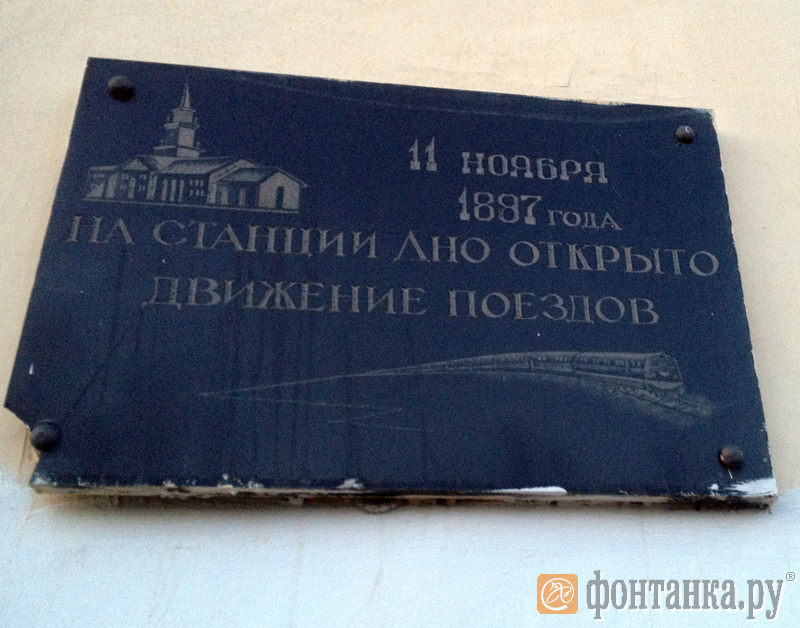 11 НОЯБРЯ
1897 ГОДА
НА СТАНЦИИ ДНО ОТКРЫТО
ДВИЖЕНИЕ ПОЕЗДОВ
фонтанка.ру®